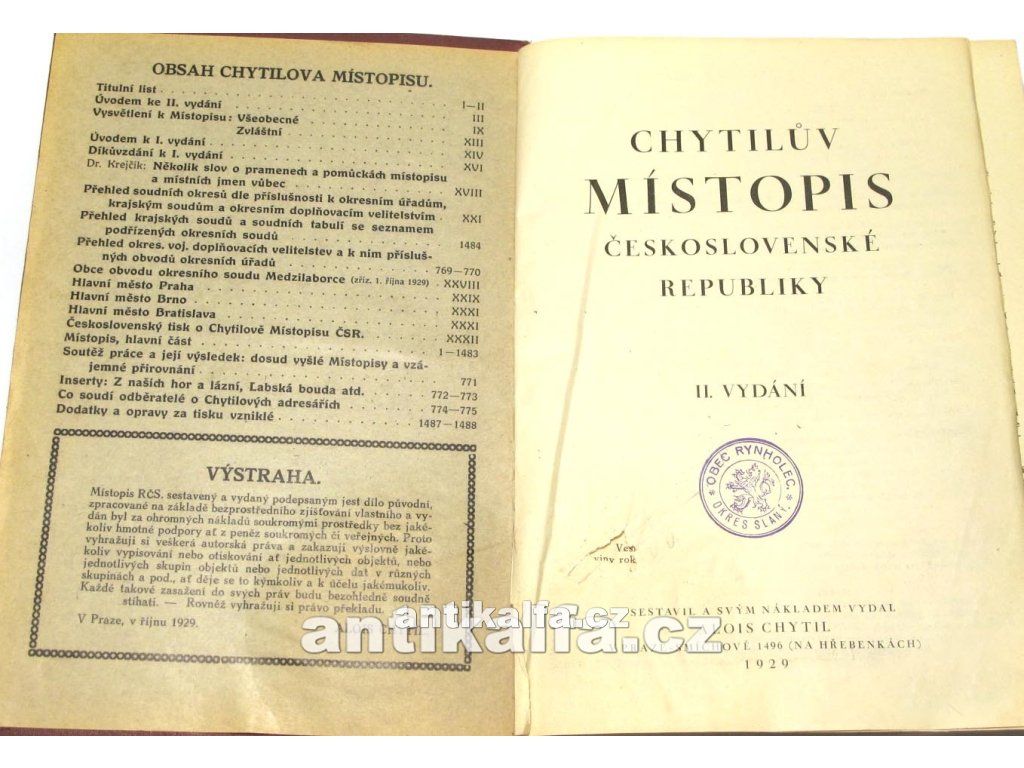 OBSAH CHYTILOVA MÍSTOPISU.
Titulní list
I—II
Úvodem ke II. vydání
III
Vysvětlení k Místopisu: Všeobecné
IX
Zvláštní
XIII
Úvodem k I. vydání
XIV
Díkůvzdání k I. vydání
XVI
Dr. Krejčík: Několik slov o pramenech a pomůckách místopisu
a místních jmen vůbec
XVIII
Přehled soudních okresů dle příslušnosti k okresním úřadům,
krajským soudům a okresním doplňovacím velitelstvím
XXI
Přehled krajských soudů a soudních tabulí se seznamem
podřízených okresních soudů
1484
Přehled okres. voj. doplňovacích velitelstev a k nim přísluš-
ných obvodů okresních úřadů
769—770
Obce obvodu okresního soudu Medzilaborce (zříz. 1. října 1929)
XXVIII
Hlavní město Praha
XXIX
Hlavní město Brno
XXXI
Hlavní město Bratislava
XXXI
Československý tisk o Chytilově Místopisu ČSR.
XXXII
Místopis, hlavní část
1—1483
Soutěž práce a její výsledek: dosud vyšlé Místopisy a vzá-
jemné přirovnání
771
Inserty: Z naších hor a lázní, Labská bouda atd.
772—773
Co soudí odběratelé o Chytilových adresářích
774—775
Dodatky a opravy za tisku vzniklé
1487—1488
VÝSTRAHA.
Místopis RČS. sestavený a vydaný podepsaným jest dílo původní,
zpracované na základě bezprostředního zjišťování vlastního a vy-
dán byl za ohromných nákladů soukromými prostředky bez jaké-
koliv hmotné podpory ať z peněz soukromých či veřejných. Proto
vyhražuji si veškerá autorská práva a zakazuji výslovně jaké-
koliv vypisování nebo otiskování ať jednotlivých objektů, nebo
jednotlivých skupin objektů nebo jednotlivých dat v různých
skupinách a pod., ať děje se to kýmkoliv a k účelu jakémukoliv.
Každé takové zasažení do svých práv budu bezohledně soudně
stíhati. — Rovněž vyhražuji si právo překladu.
V Praze, v říjnu 1929.
CHYTILŮV
MÍSTOPIS
ČESKOSLOVENSKÉ
REPUBLIKY
II. VYDÁNÍ
OBEC RYNHOLEC.
OKRES SLANÝ.
viny rok
SESTAVIL A SVÝM NÁKLADEM VYDAL
LOIS CHYTIL
1496 (NA HŘEBENKÁCH)
1929
antikalfa.cz
antikalfa.cz